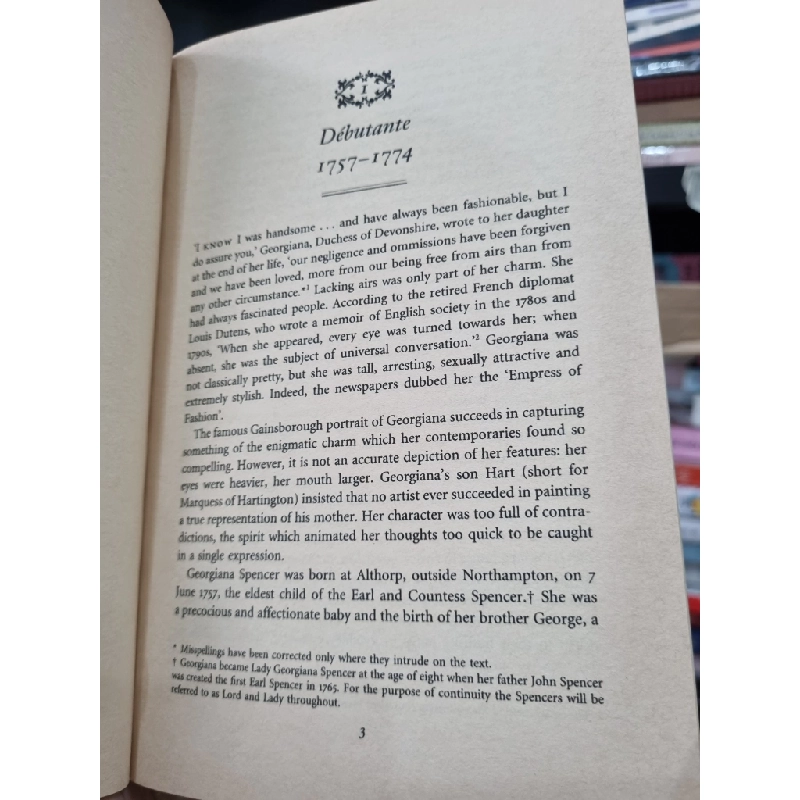 I
Débutante
1757–1774
'I KNOW I was handsome . . . and have always been fashionable, but I
do assure you,' Georgiana, Duchess of Devonshire, wrote to her daughter
at the end of her life, 'our negligence and ommissions have been forgiven
and we have been loved, more from our being free from airs than from
any other circumstance.'*¹ Lacking airs was only part of her charm. She
had always fascinated people. According to the retired French diplomat
Louis Dutens, who wrote a memoir of English society in the 1780s and
1790s, 'When she appeared, every eye was turned towards her; when
absent, she was the subject of universal conversation.'² Georgiana was
not classically pretty, but she was tall, arresting, sexually attractive and
extremely stylish. Indeed, the newspapers dubbed her the 'Empress of
Fashion'.
The famous Gainsborough portrait of Georgiana succeeds in capturing
something of the enigmatic charm which her contemporaries found so
compelling. However, it is not an accurate depiction of her features: her
eyes were heavier, her mouth larger. Georgiana's son Hart (short for
Marquess of Hartington) insisted that no artist ever succeeded in painting
a true representation of his mother. Her character was too full of contra-
dictions, the spirit which animated her thoughts too quick to be caught
in a single expression.
Georgiana Spencer was born at Althorp, outside Northampton, on 7
June 1757, the eldest child of the Earl and Countess Spencer.† She was
a precocious and affectionate baby and the birth of her brother George, a
* Misspellings have been corrected only where they intrude on the text.
† Georgiana became Lady Georgiana Spencer at the age of eight when her father John Spencer
was created the first Earl Spencer in 1765. For the purpose of continuity the Spencers will be
referred to as Lord and Lady throughout.
3